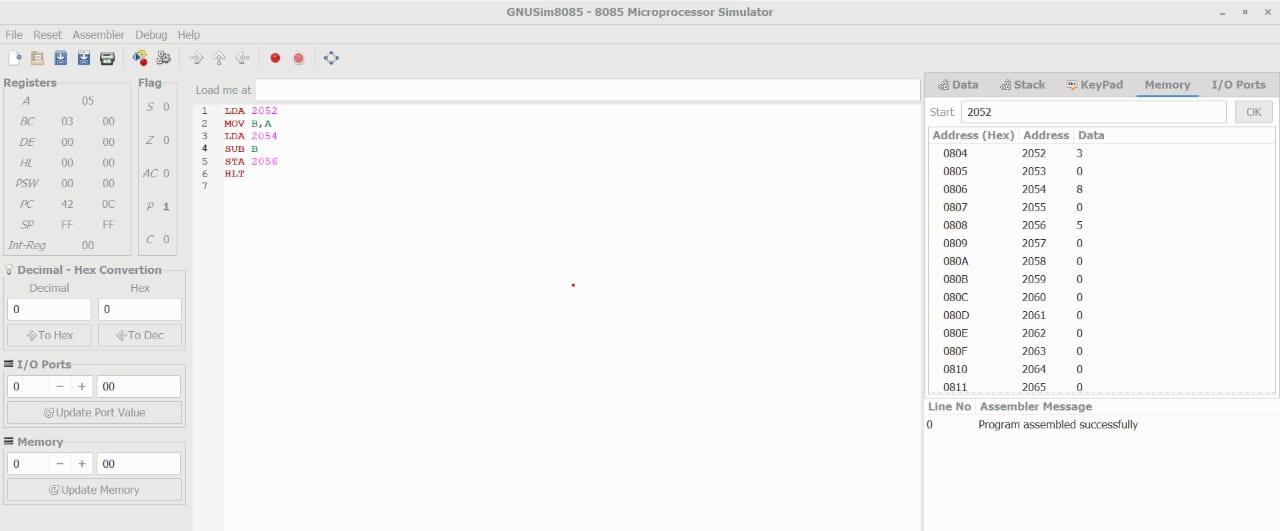 GNUSim8085 - 8085 Microprocessor Simulator
File Reset Assembler Debug Help
Registers
A 05
BC 03 00
DE 00 00
HL 00 00
PSW 00 00
PC 42 0C
SP FF FF
Int-Reg 00
Flag
S 0
Z 0
AC 0
P 1
C 0
Decimal - Hex Convertion
Decimal Hex
0 0
To Hex To Dec
I/O Ports
0 − + 00
Update Port Value
Memory
0 − + 00
Update Memory
Load me at
1 LDA 2052
2 MOV B,A
3 LDA 2054
4 SUB B
5 STA 2056
6 HLT
7
Data Stack KeyPad Memory I/O Ports
Start 2052 OK
Address (Hex) Address Data
0804 2052 3
0805 2053 0
0806 2054 8
0807 2055 0
0808 2056 5
0809 2057 0
080A 2058 0
080B 2059 0
080C 2060 0
080D 2061 0
080E 2062 0
080F 2063 0
0810 2064 0
0811 2065 0
Line No Assembler Message
0 Program assembled successfully